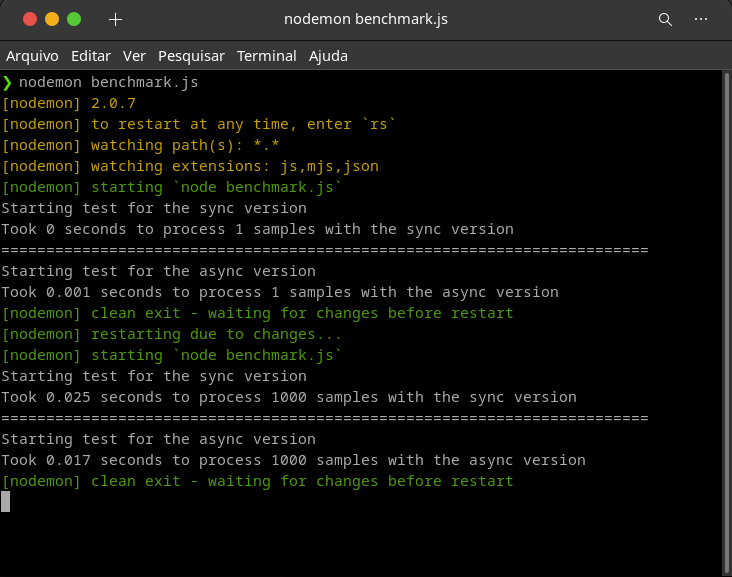 nodemon benchmark.js
Arquivo Editar Ver Pesquisar Terminal Ajuda
❯ nodemon benchmark.js
[nodemon] 2.0.7
[nodemon] to restart at any time, enter `rs`
[nodemon] watching path(s): *.*
[nodemon] watching extensions: js,mjs,json
[nodemon] starting `node benchmark.js`
Starting test for the sync version
Took 0 seconds to process 1 samples with the sync version
========================================================================
Starting test for the async version
Took 0.001 seconds to process 1 samples with the async version
[nodemon] clean exit - waiting for changes before restart
[nodemon] restarting due to changes...
[nodemon] starting `node benchmark.js`
Starting test for the sync version
Took 0.025 seconds to process 1000 samples with the sync version
========================================================================
Starting test for the async version
Took 0.017 seconds to process 1000 samples with the async version
[nodemon] clean exit - waiting for changes before restart